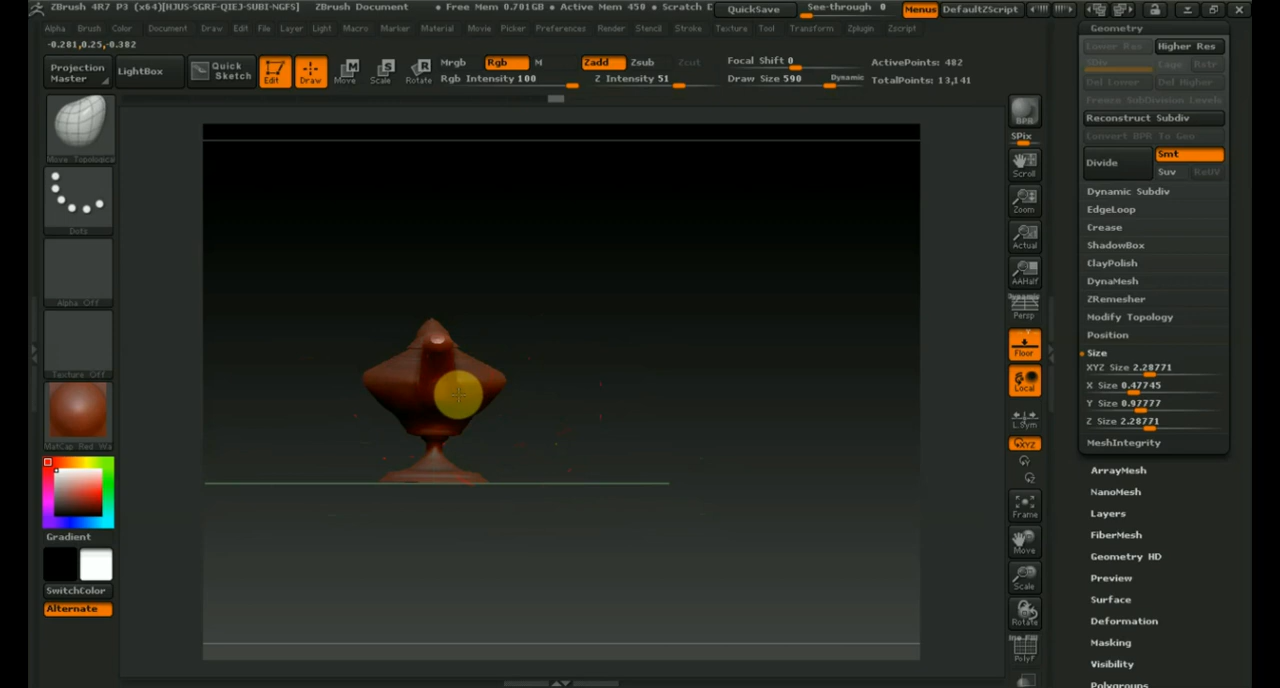 ZBrush 4R7 P3 (x64)[HJUS-SGRF-QIEJ-SUBI-NGFS] ZBrush Document • Free Mem 0.701GB • Active Mem 450 • Scratch D QuickSave See-through 0 Menus DefaultZScript
Alpha Brush Color Document Draw Edit File Layer Light Macro Marker Material Movie Picker Preferences Render Stencil Stroke Texture Tool Transform Zplugin Zscript
-0.281,0.25,-0.382
Projection Master
LightBox
Quick Sketch
Edit
Draw
Move
Scale
Rotate
Mrgb Rgb M
Rgb Intensity 100
Zadd Zsub Zcut
Z Intensity 51
Focal Shift 0
Draw Size 590 Dynamic
ActivePoints: 482
TotalPoints: 13,141
Move Topological
Dots
Alpha Off
Texture Off
MatCap Red Wa
Gradient
SwitchColor
Alternate
BPR
SPix
Scroll
Zoom
Actual
AAHalf
Dynamic
Persp
Floor
Local
L.Sym
XYZ
Frame
Move
Scale
Rotate
PolyF
Geometry
Lower Res Higher Res
SDiv Cage Rstr
Del Lower Del Higher
Freeze SubDivision Levels
Reconstruct Subdiv
Convert BPR To Geo
Divide Smt
Suv ReUV
Dynamic Subdiv
EdgeLoop
Crease
ShadowBox
ClayPolish
DynaMesh
ZRemesher
Modify Topology
Position
Size
XYZ Size 2.28771
X Size 0.47745
Y Size 0.97777
Z Size 2.28771
MeshIntegrity
ArrayMesh
NanoMesh
Layers
FiberMesh
Geometry HD
Preview
Surface
Deformation
Masking
Visibility
Polygroups